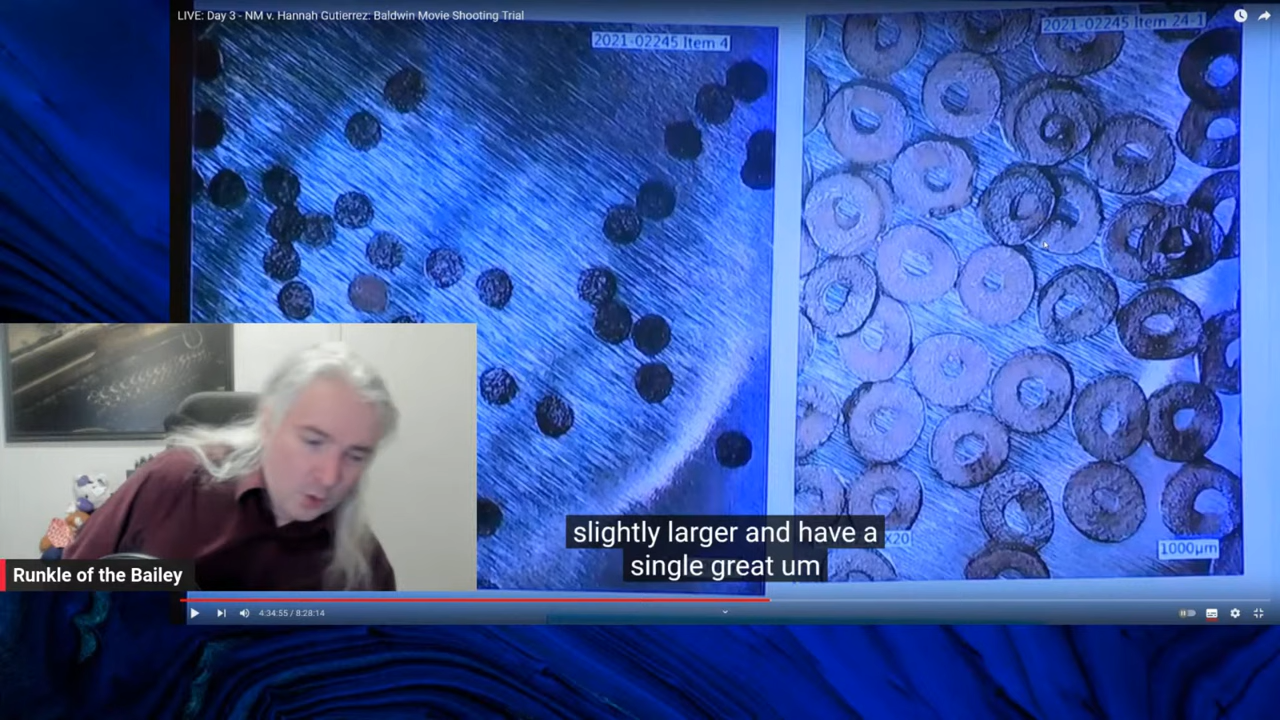 LIVE: Day 3 - NM v. Hannah Gutierrez: Baldwin Movie Shooting Trial
2021-02245 Item 4
2021-02245 Item 24-1
slightly larger and have a
single great um
X20
1000µm
Runkle of the Bailey
4:34:55 / 8:28:14